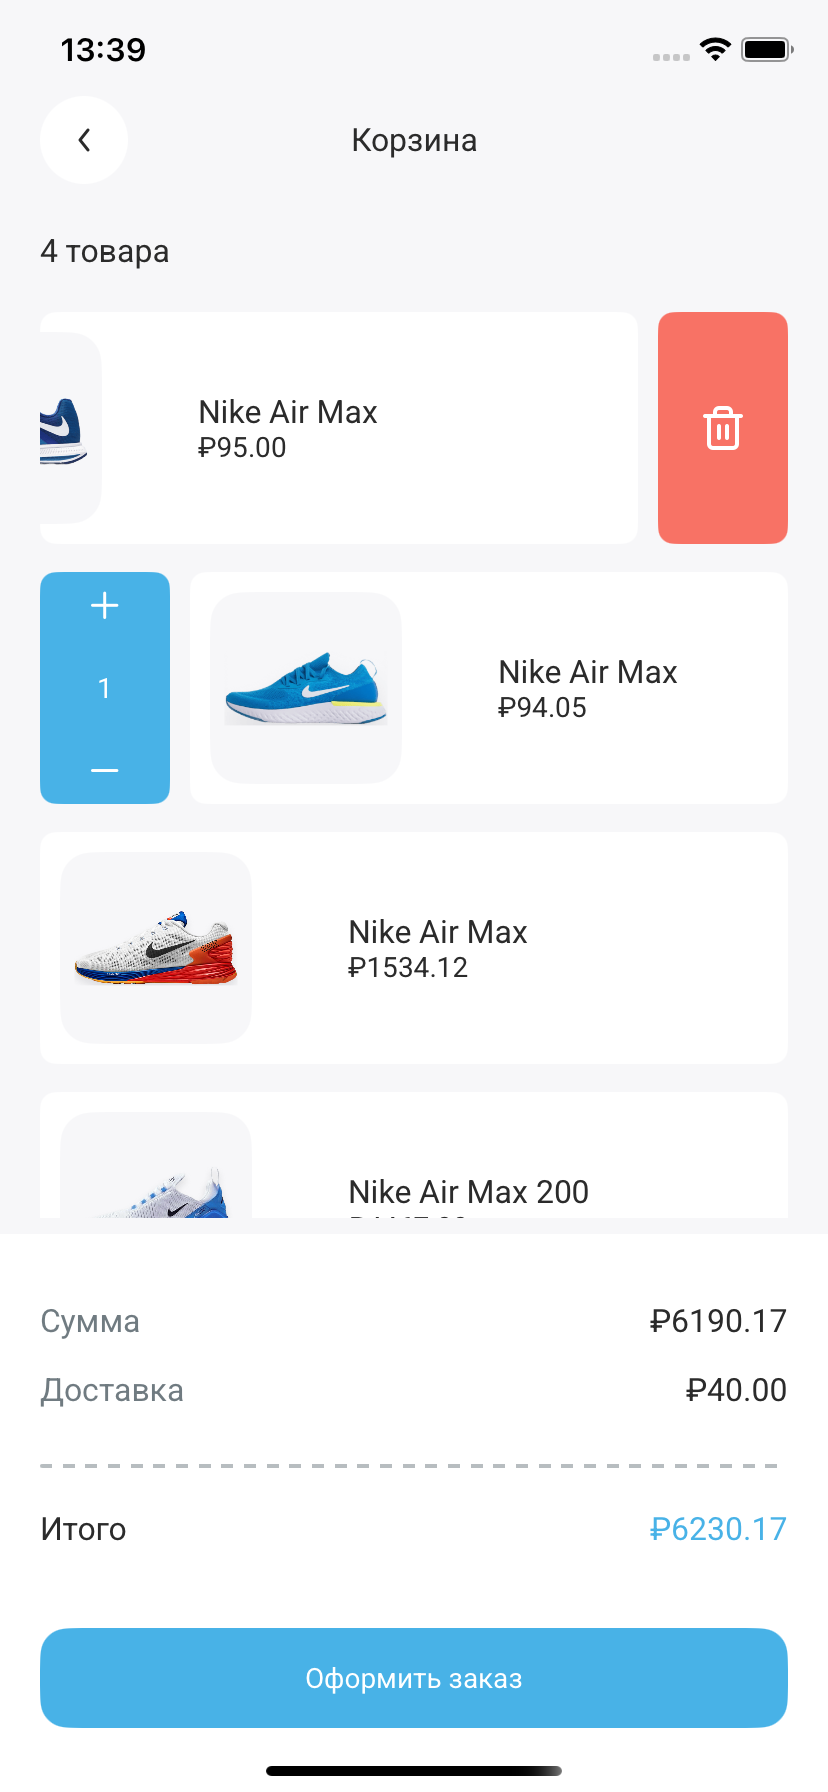 13:39
Корзина
4 товара
Nike Air Max
₽95.00
1
Nike Air Max
₽94.05
Nike Air Max
₽1534.12
Nike Air Max 200
Сумма
₽6190.17
Доставка
₽40.00
Итого
₽6230.17
Оформить заказ